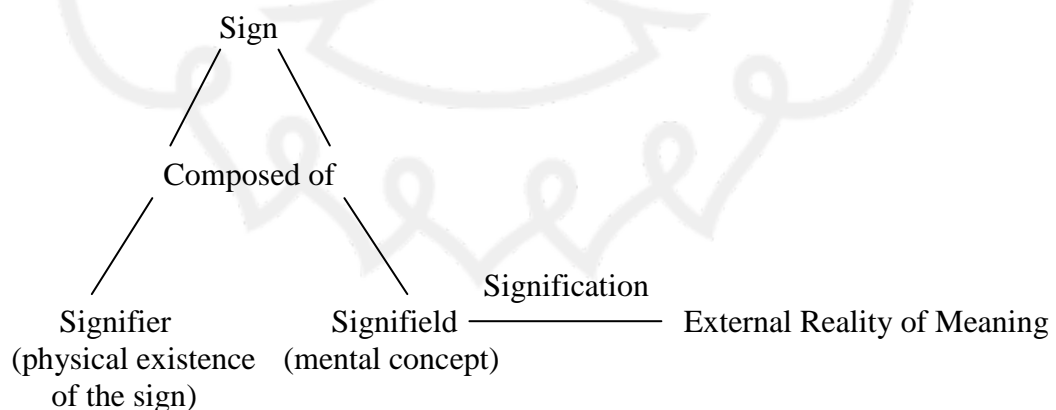 Sign
Composed of
Signification
Signifier
Signifield
External Reality of Meaning
(physical existence
(mental concept)
of the sign)